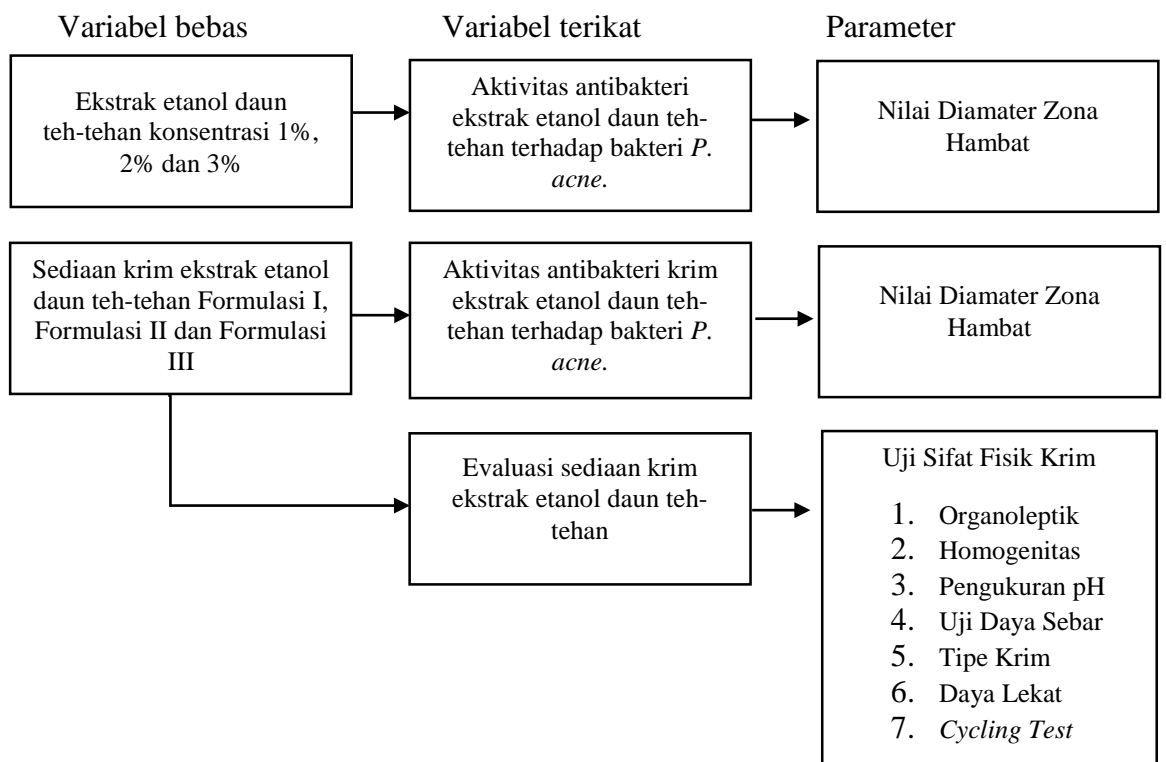 Variabel bebas
Variabel terikat
Parameter
Ekstrak etanol daun
teh-tehan konsentrasi 1%,
2% dan 3%
Aktivitas antibakteri
ekstrak etanol daun teh-
tehan terhadap bakteri P.
acne.
Nilai Diamater Zona
Hambat
Sediaan krim ekstrak etanol
daun teh-tehan Formulasi I,
Formulasi II dan Formulasi
III
Aktivitas antibakteri krim
ekstrak etanol daun teh-
tehan terhadap bakteri P.
acne.
Nilai Diamater Zona
Hambat
Evaluasi sediaan krim
ekstrak etanol daun teh-
tehan
Uji Sifat Fisik Krim
1. Organoleptik
2. Homogenitas
3. Pengukuran pH
4. Uji Daya Sebar
5. Tipe Krim
6. Daya Lekat
7. Cycling Test